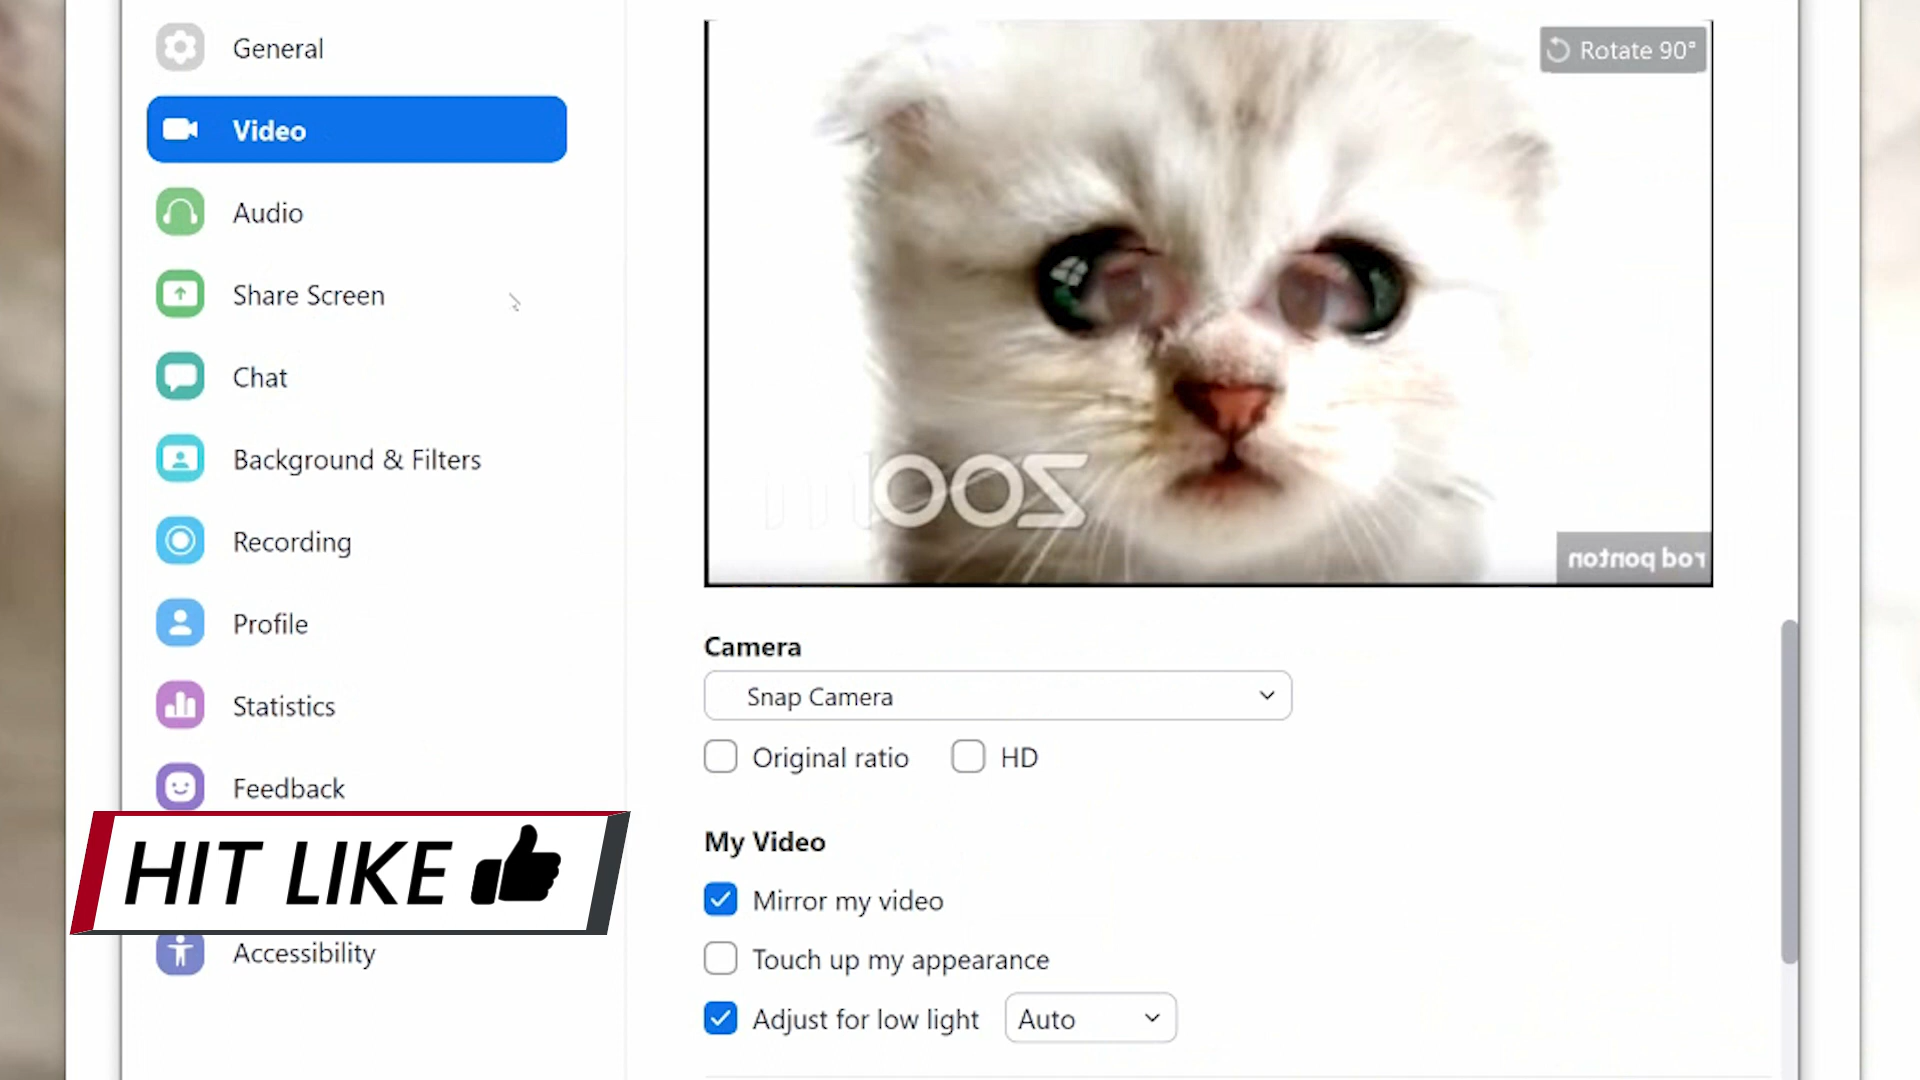 General
Video
Audio
Share Screen
Chat
Background & Filters
Recording
Profile
Statistics
Feedback
HIT LIKE
Accessibility
Rotate 90°
zoom
rod ponton
Camera
Snap Camera
Original ratio
HD
My Video
Mirror my video
Touch up my appearance
Adjust for low light
Auto